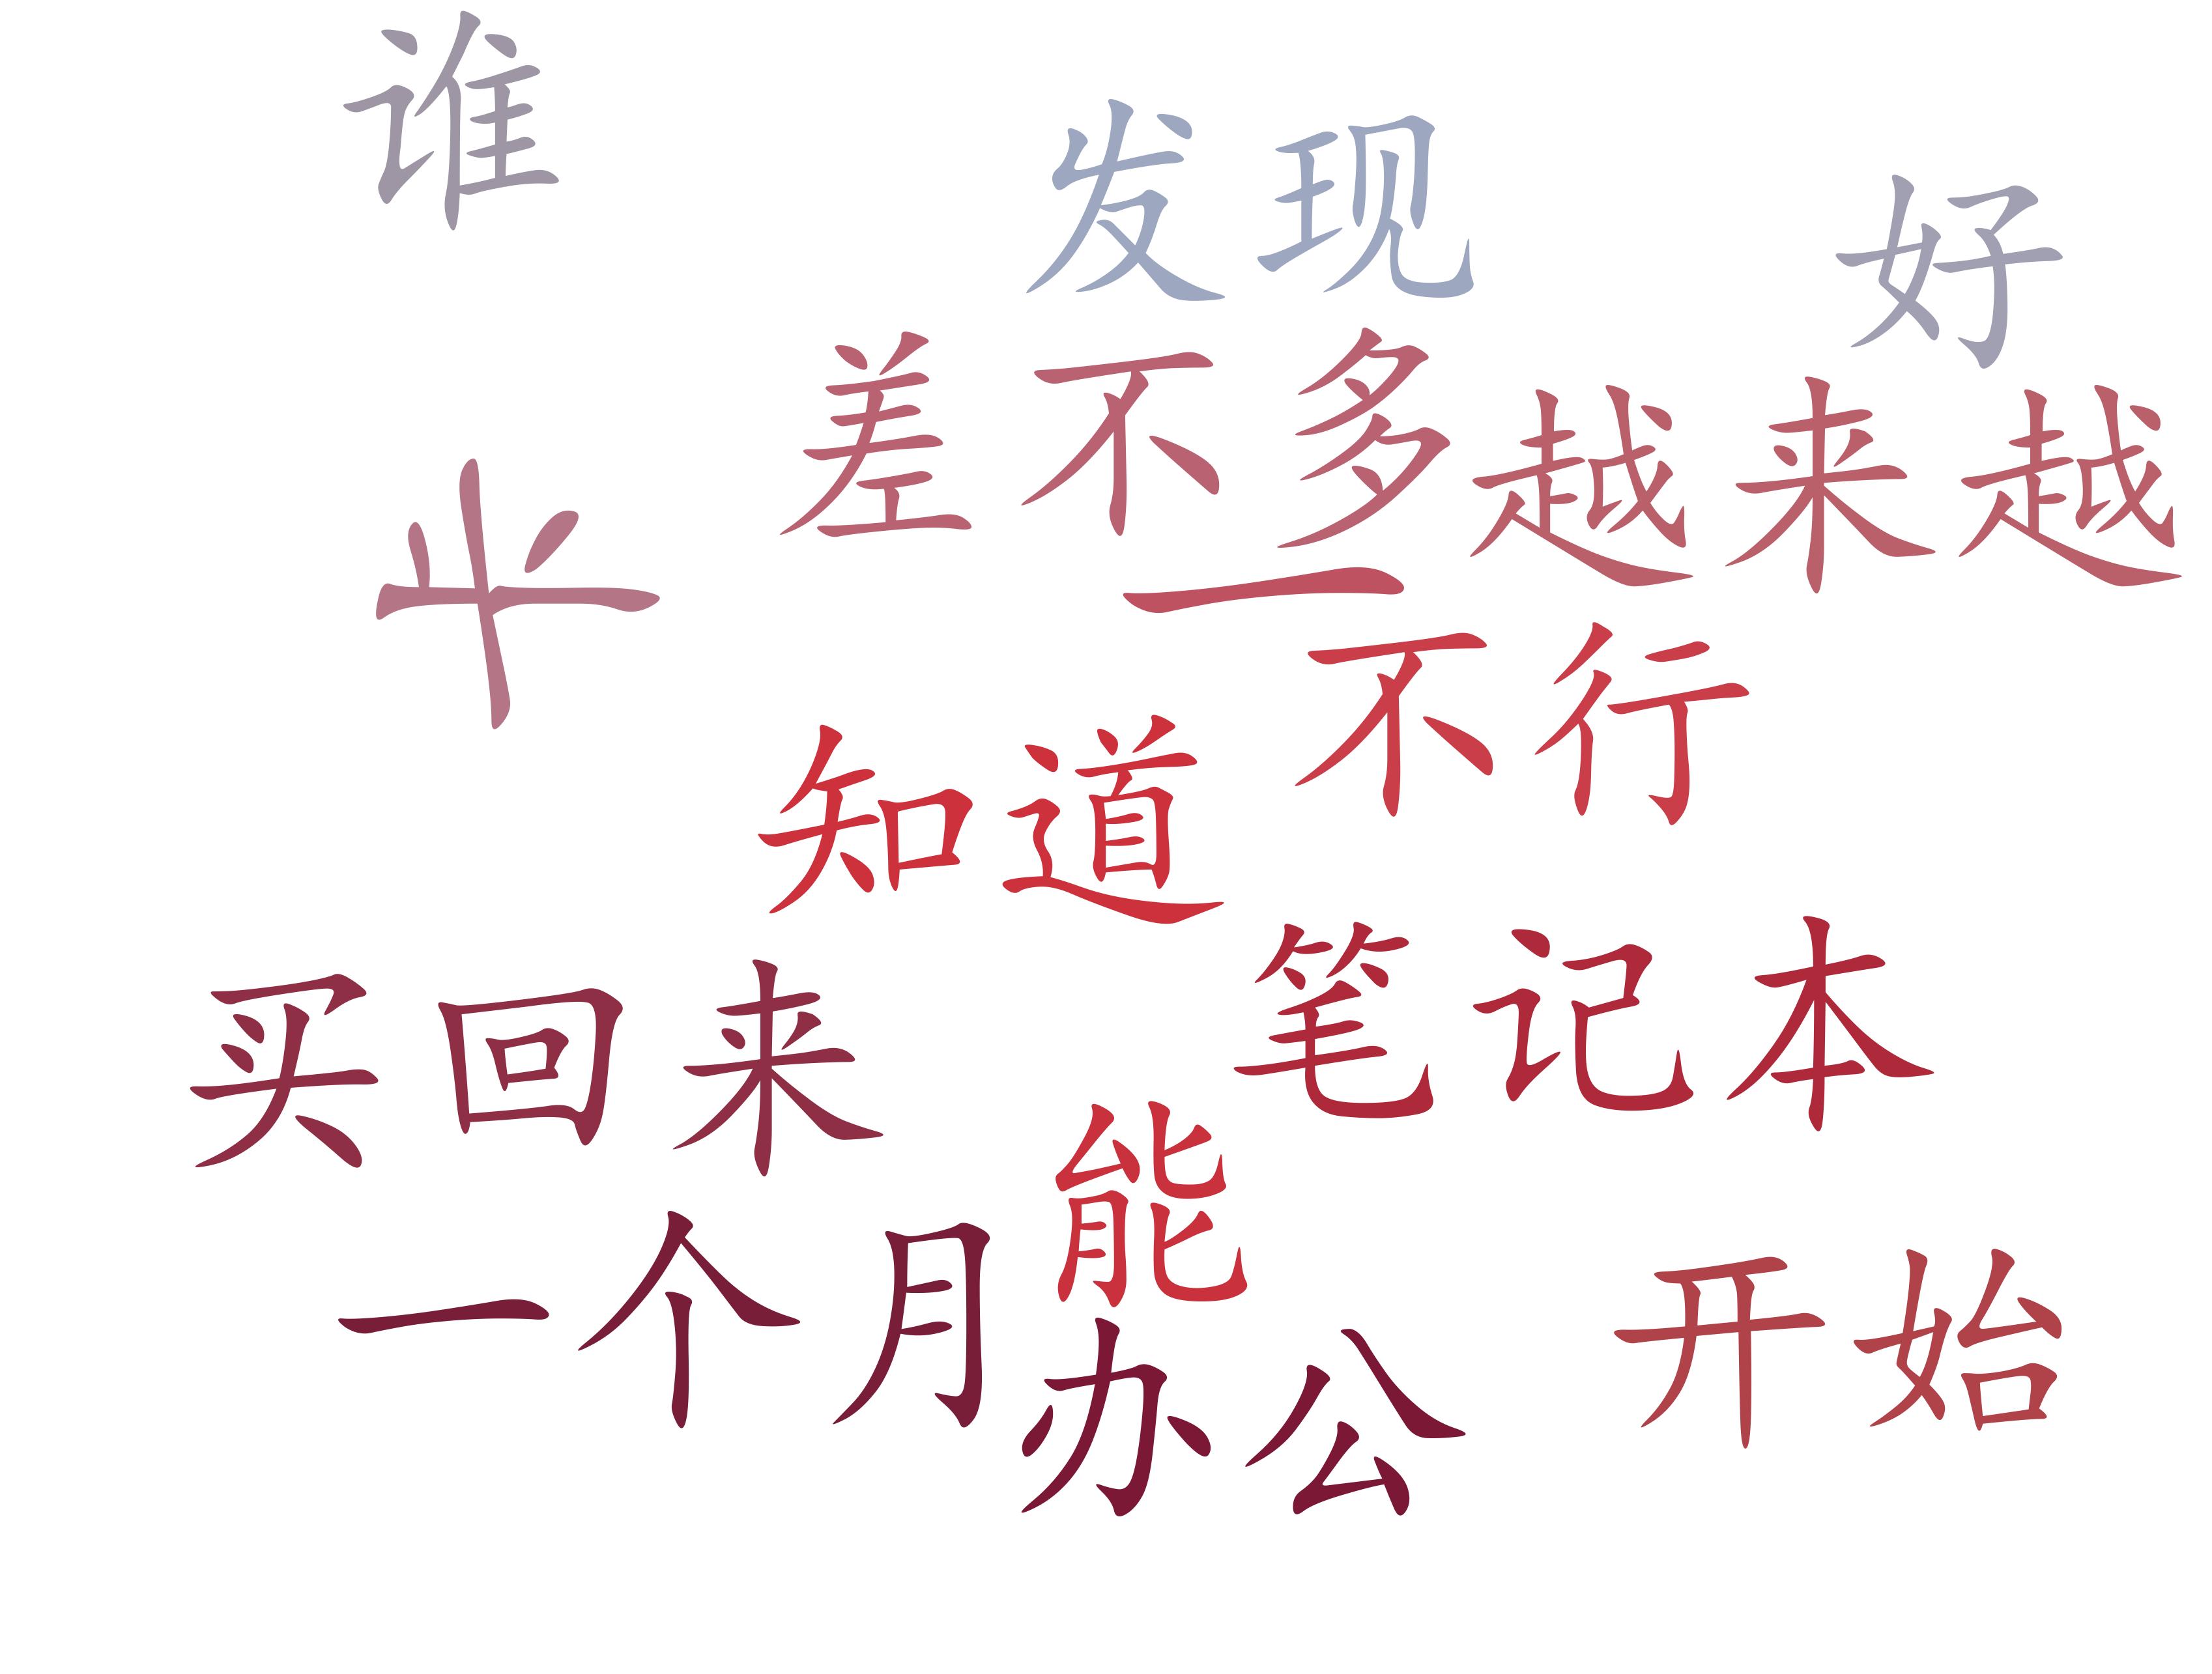 谁
发现
好
差不多
越来越
一
不行
知道
买回来
笔记本
能
一个月
开始
办公